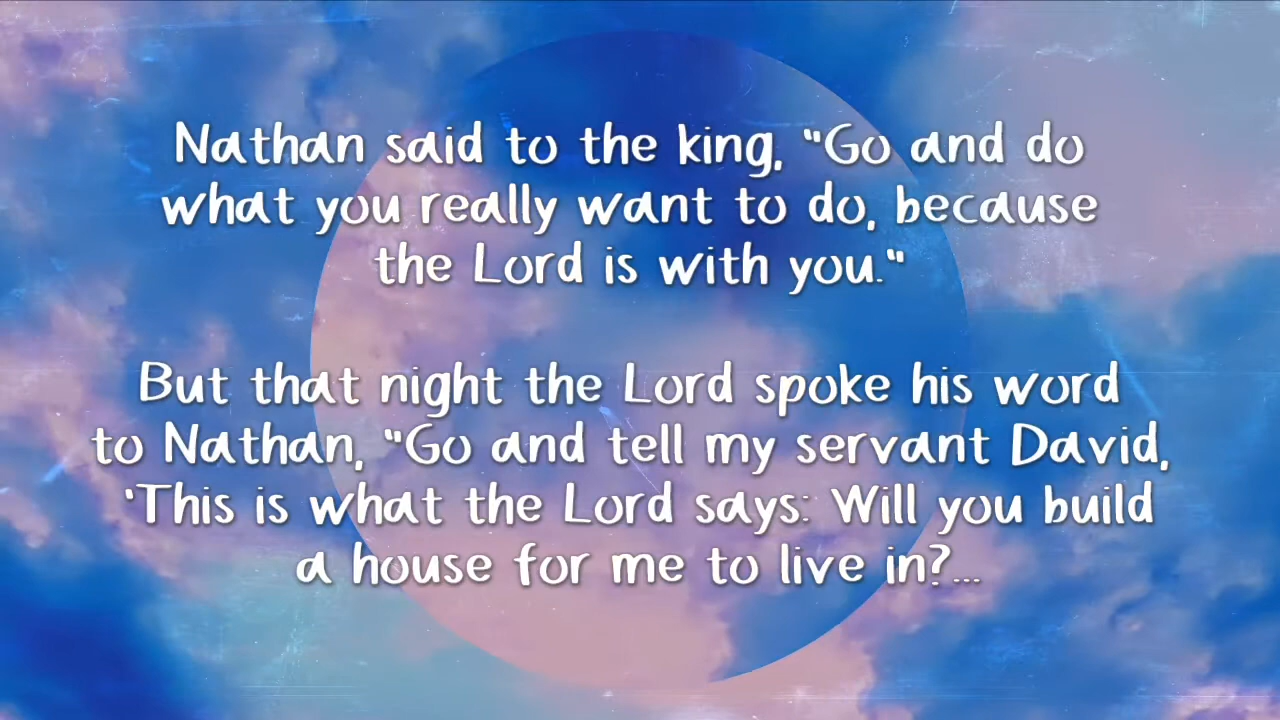 Nathan said to the king, "Go and do
what you really want to do, because
the Lord is with you."
But that night the Lord spoke his word
to Nathan, "Go and tell my servant David,
'This is what the Lord says: Will you build
a house for me to live in?...